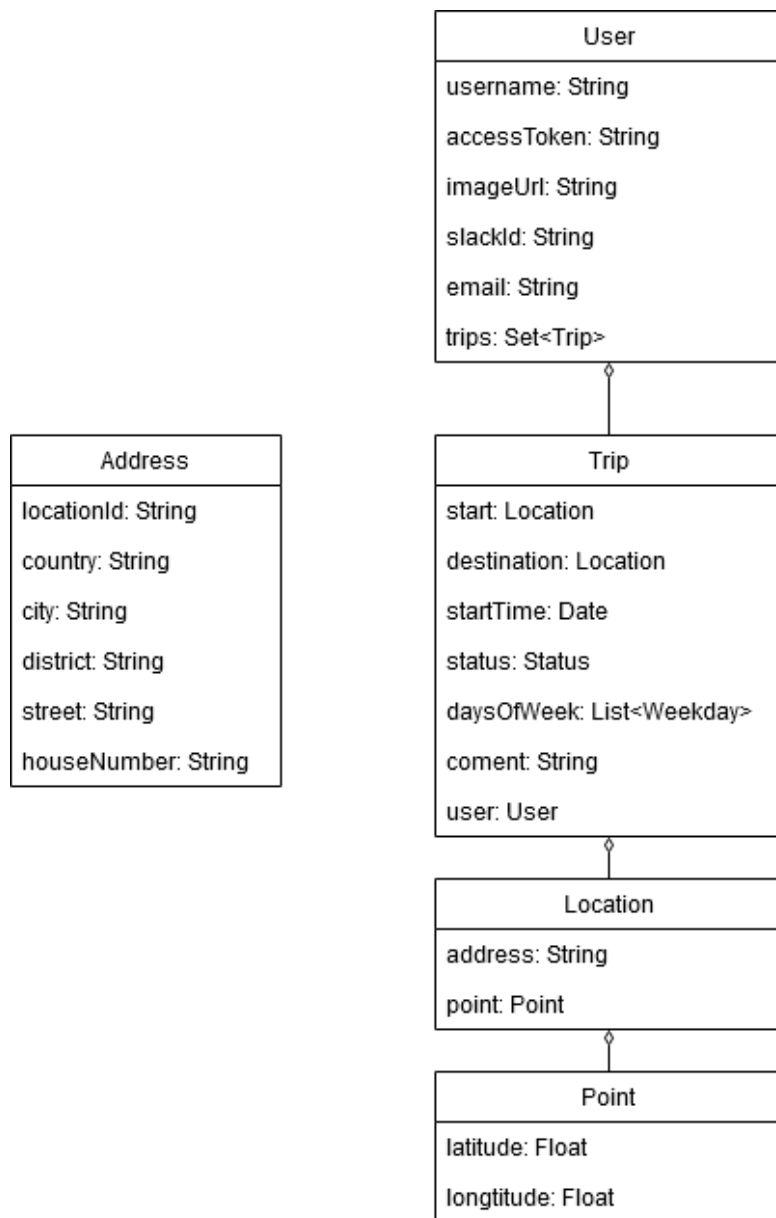 User
username: String
accessToken: String
imageUrl: String
slackId: String
email: String
trips: Set<Trip>
Address
locationId: String
country: String
city: String
district: String
street: String
houseNumber: String
Trip
start: Location
destination: Location
startTime: Date
status: Status
daysOfWeek: List<Weekday>
coment: String
user: User
Location
address: String
point: Point
Point
latitude: Float
longtitude: Float